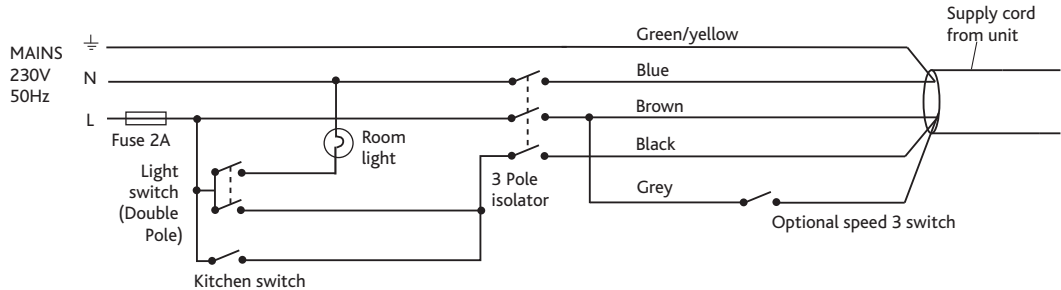 Supply cord
from unit
Green/yellow
MAINS
230V
50Hz
N
Blue
L
Brown
Fuse 2A
Room
light
Black
Light
switch
(Double
Pole)
3 Pole
isolator
Grey
Optional speed 3 switch
Kitchen switch